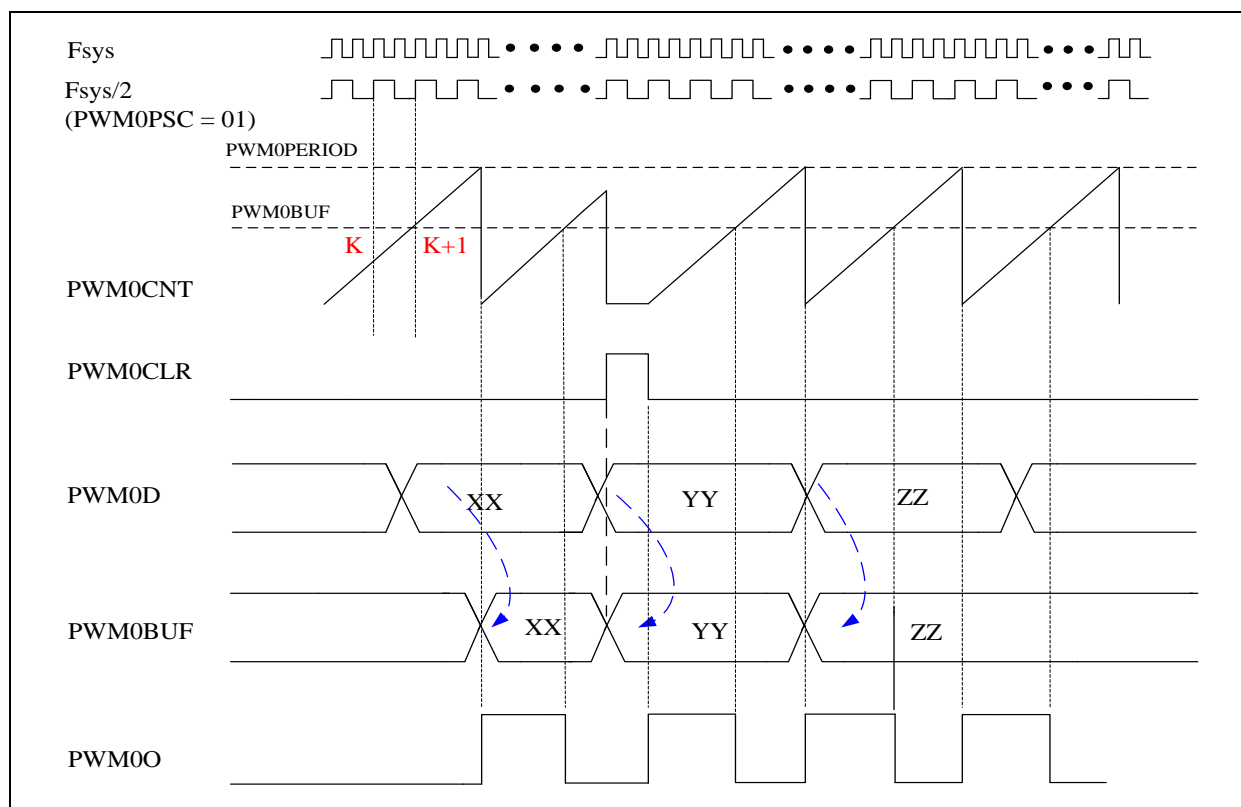 Fsys
Fsys/2
(PWM0PSC = 01)
PWM0PERIOD
PWM0BUF
K
K+1
PWM0CNT
PWM0CLR
PWM0D
XX
YY
ZZ
PWM0BUF
XX
YY
ZZ
PWM0O